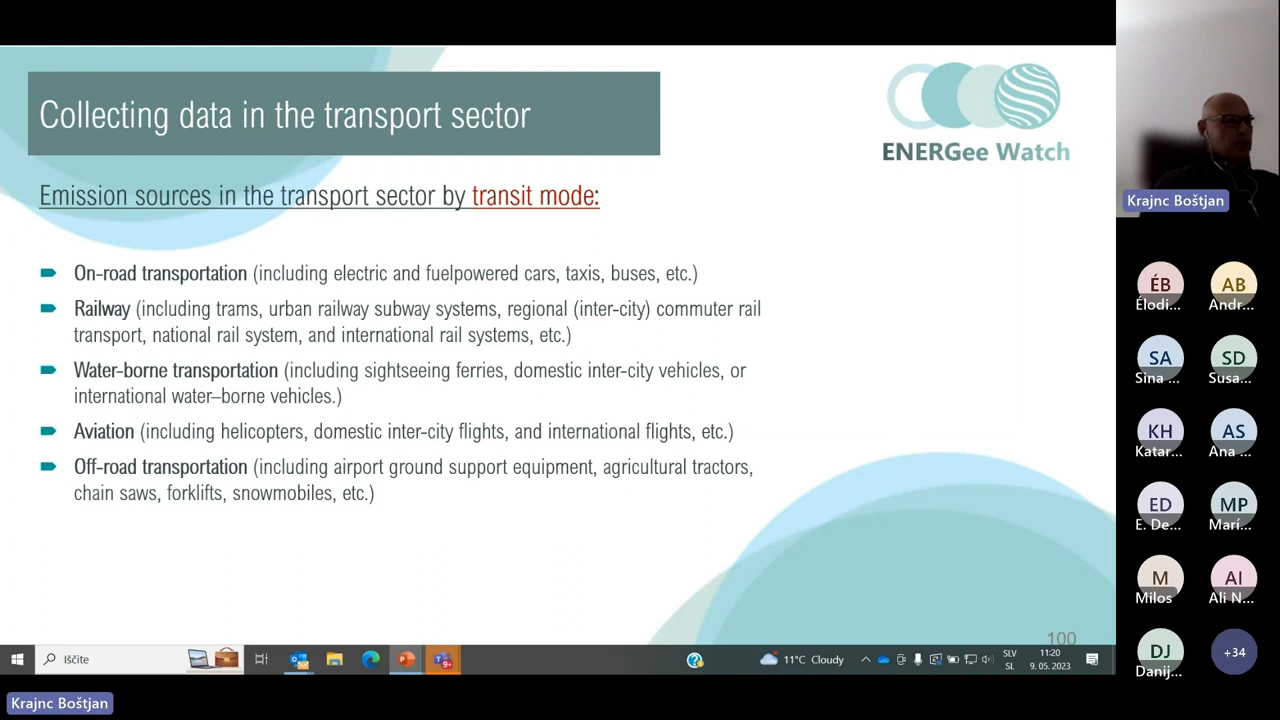 Collecting data in the transport sector
ENERGee Watch
Emission sources in the transport sector by transit mode:
On-road transportation (including electric and fuelpowered cars, taxis, buses, etc.)
Railway (including trams, urban railway subway systems, regional (inter-city) commuter rail
transport, national rail system, and international rail systems, etc.)
Water-borne transportation (including sightseeing ferries, domestic inter-city vehicles, or
international water–borne vehicles.)
Aviation (including helicopters, domestic inter-city flights, and international flights, etc.)
Off-road transportation (including airport ground support equipment, agricultural tractors,
chain saws, forklifts, snowmobiles, etc.)
100
Iščite
9+
11°C Cloudy
SLV
SL
11:20
9. 05. 2023
Krajnc Boštjan
Krajnc Boštjan
ÉB
Élodi...
AB
Andr...
SA
Sina ...
SD
Susa...
KH
Katar...
AS
Ana ...
ED
E. De...
MP
Marí...
M
Milos
AI
Ali N...
DJ
Danij...
+34